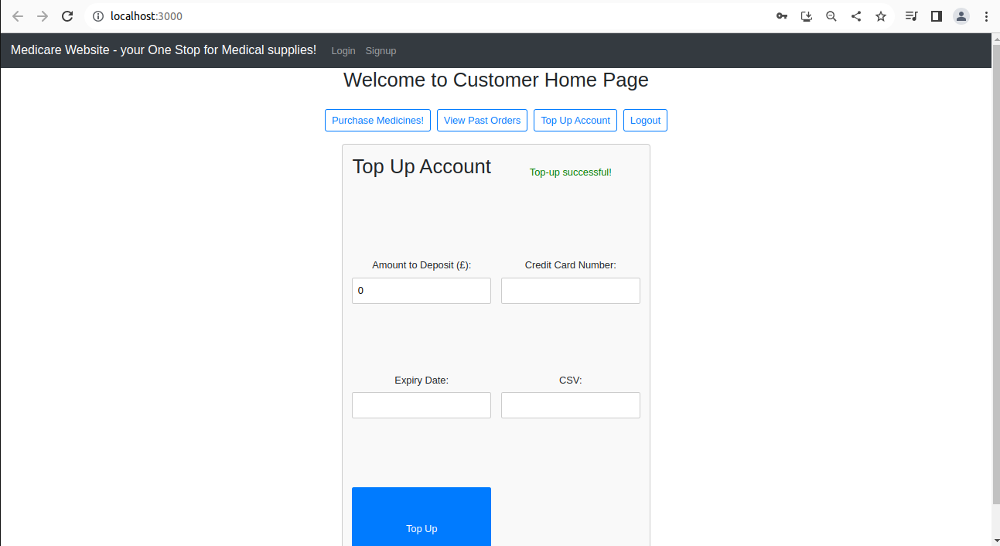 localhost:3000
Medicare Website - your One Stop for Medical supplies! Login Signup
Welcome to Customer Home Page
Purchase Medicines! View Past Orders Top Up Account Logout
Top Up Account Top-up successful!
Amount to Deposit (£): Credit Card Number:
0
Expiry Date: CSV:
Top Up